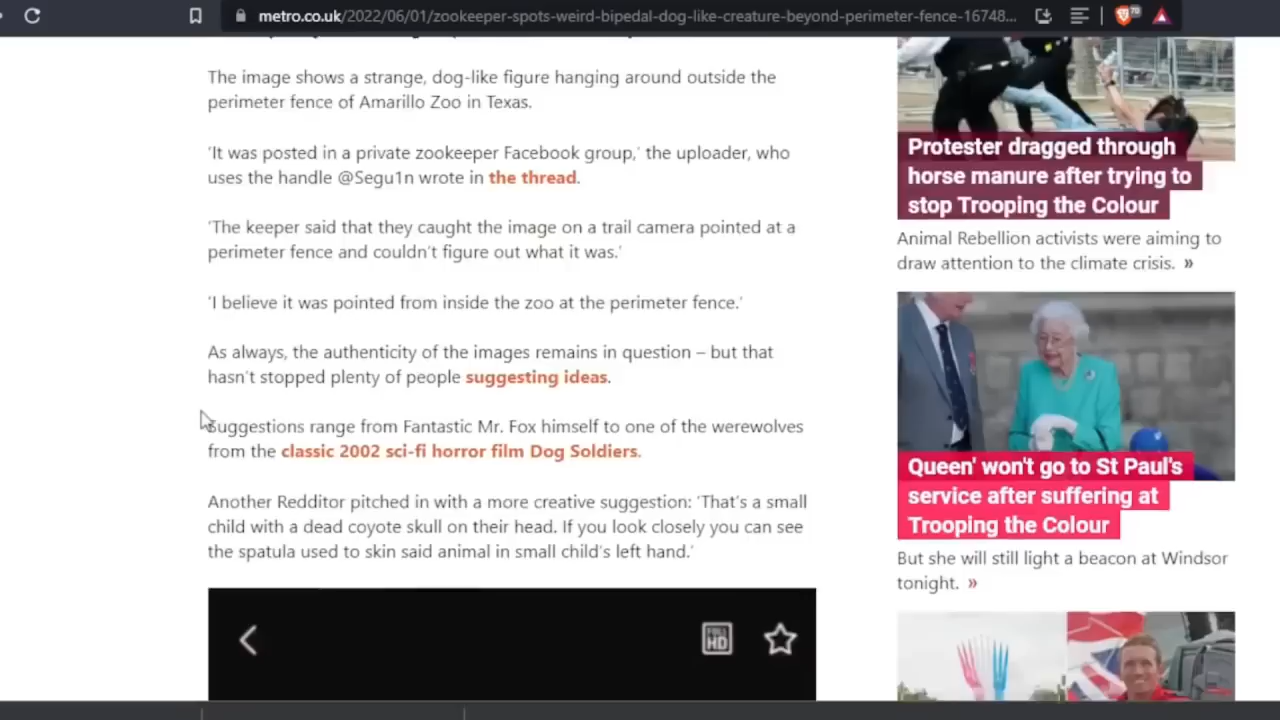 metro.co.uk/2022/06/01/zookeeper-spots-weird-bipedal-dog-like-creature-beyond-perimeter-fence-16748...
78
The image shows a strange, dog-like figure hanging around outside the
perimeter fence of Amarillo Zoo in Texas.
'It was posted in a private zookeeper Facebook group,' the uploader, who
uses the handle @Segu1n wrote in the thread.
'The keeper said that they caught the image on a trail camera pointed at a
perimeter fence and couldn't figure out what it was.'
'I believe it was pointed from inside the zoo at the perimeter fence.'
As always, the authenticity of the images remains in question – but that
hasn't stopped plenty of people suggesting ideas.
Suggestions range from Fantastic Mr. Fox himself to one of the werewolves
from the classic 2002 sci-fi horror film Dog Soldiers.
Another Redditor pitched in with a more creative suggestion: 'That's a small
child with a dead coyote skull on their head. If you look closely you can see
the spatula used to skin said animal in small child's left hand.'
FULL
HD
Protester dragged through
horse manure after trying to
stop Trooping the Colour
Animal Rebellion activists were aiming to
draw attention to the climate crisis. »
Queen' won't go to St Paul's
service after suffering at
Trooping the Colour
But she will still light a beacon at Windsor
tonight. »